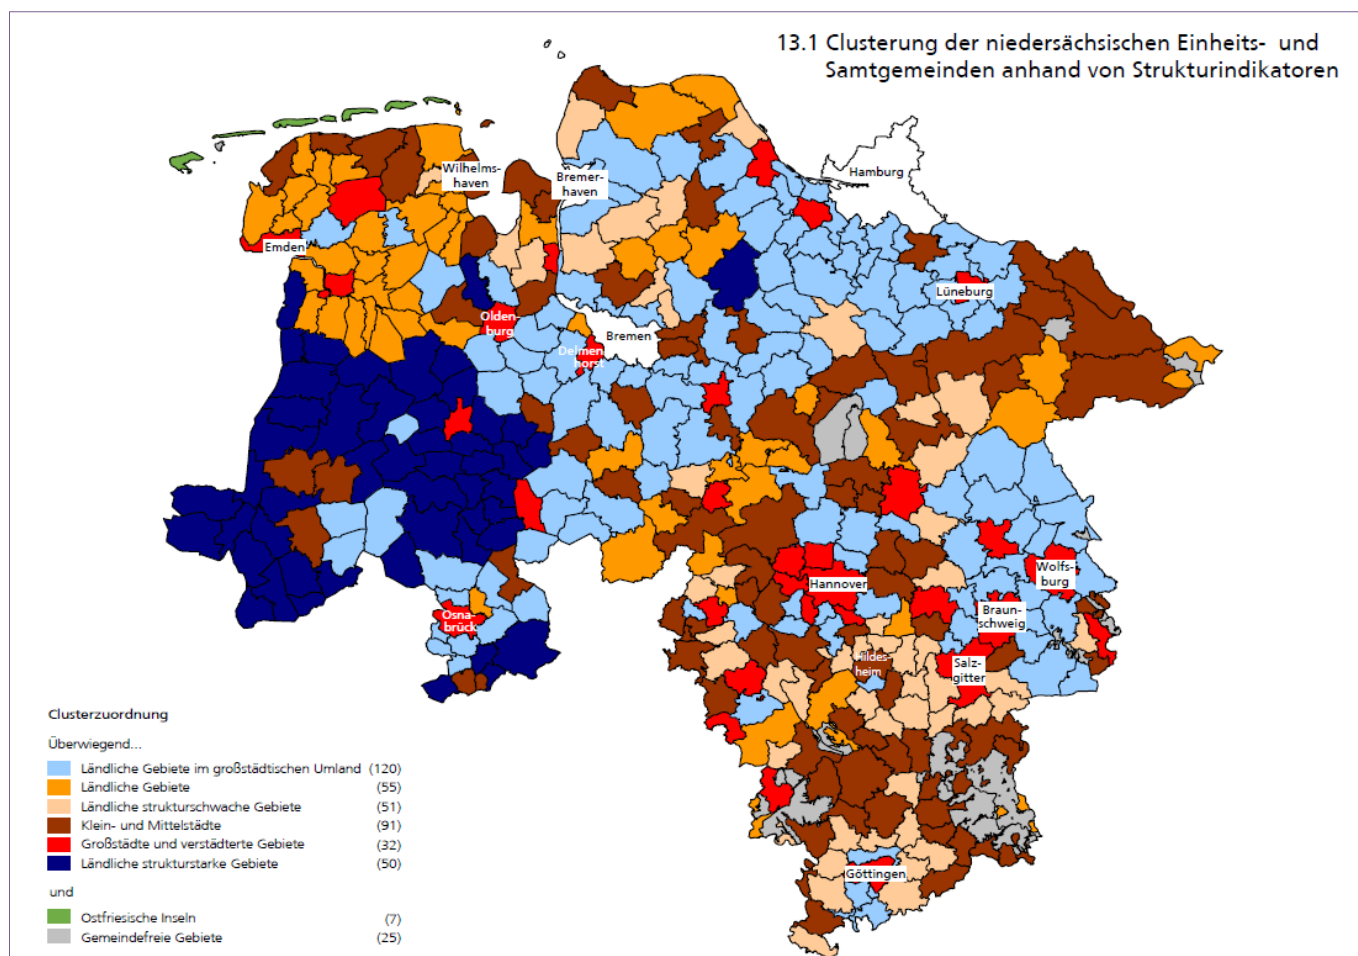 13.1 Clusterung der niedersächsischen Einheits- und
Samtgemeinden anhand von Strukturindikatoren
Wilhelms-
haven
Bremer-
haven
Hamburg
Emden
Lüneburg
Olden-
burg
Bremen
Delmen-
horst
Hannover
Wolfs-
burg
Braun-
schweig
Osna-
brück
Hildes-
heim
Salz-
gitter
Göttingen
Clusterzuordnung
Überwiegend...
Ländliche Gebiete im großstädtischen Umland (120)
Ländliche Gebiete (55)
Ländliche strukturschwache Gebiete (51)
Klein- und Mittelstädte (91)
Großstädte und verstädterte Gebiete (32)
Ländliche strukturstarke Gebiete (50)
und
Ostfriesische Inseln (7)
Gemeindefreie Gebiete (25)